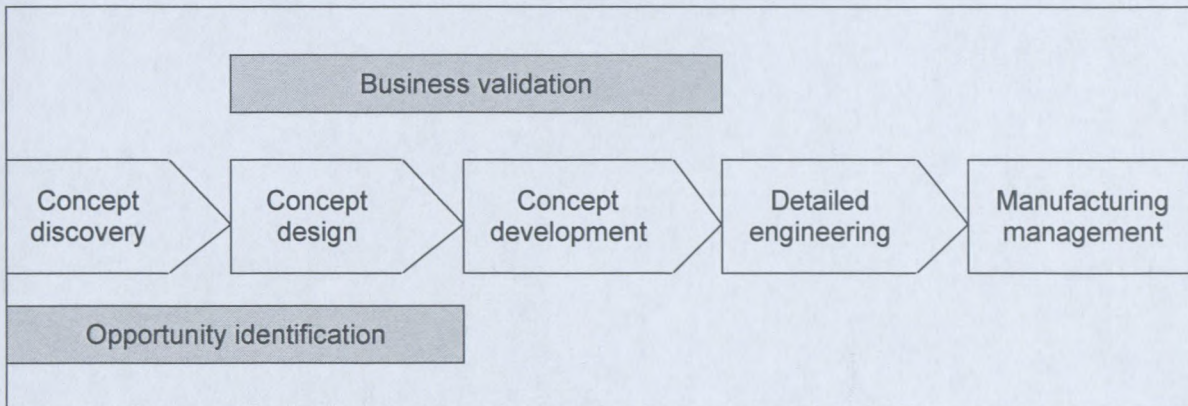 Business validation
Concept
discovery
Concept
design
Concept
development
Detailed
engineering
Manufacturing
management
Opportunity identification